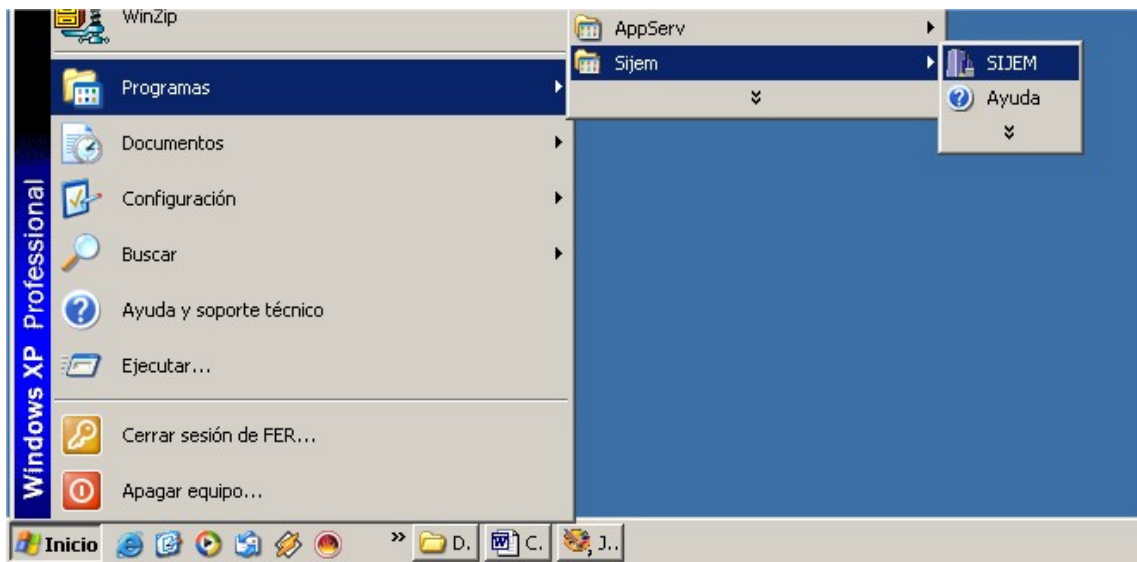 WinZip
Programas
Documentos
Configuración
Buscar
Ayuda y soporte técnico
Ejecutar...
Cerrar sesión de FER...
Apagar equipo...
Windows XP Professional
AppServ
Sijem
SIJEM
Ayuda
Inicio
D.
C.
J..